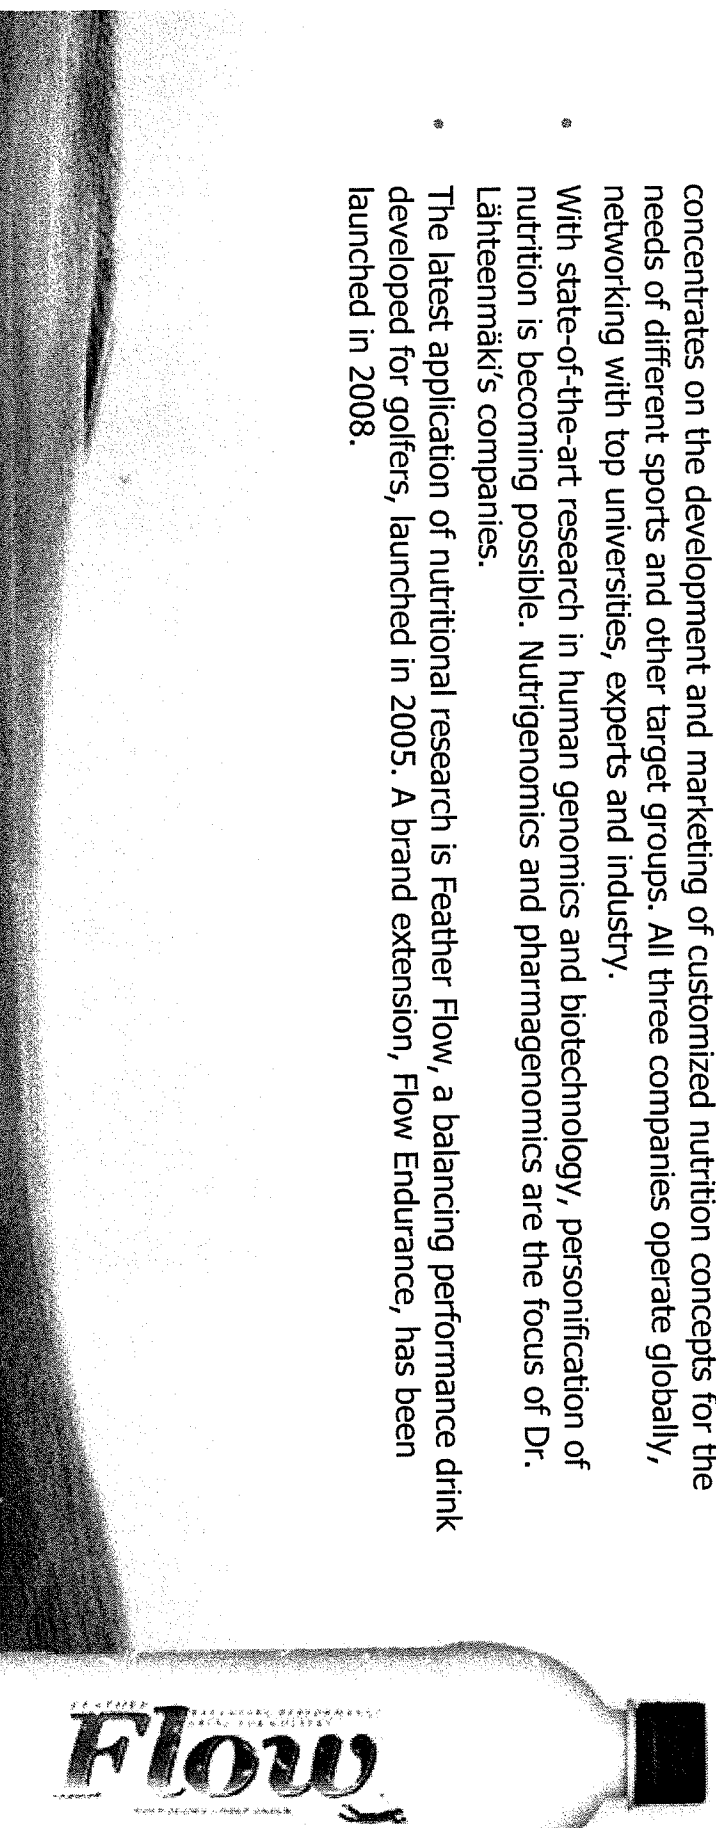 concentrates on the development and marketing of customized nutrition concepts for the
needs of different sports and other target groups. All three companies operate globally,
networking with top universities, experts and industry.
• With state-of-the-art research in human genomics and biotechnology, personification of
nutrition is becoming possible. Nutrigenomics and pharmagenomics are the focus of Dr.
Lähteenmäki's companies.
• The latest application of nutritional research is Feather Flow, a balancing performance drink
developed for golfers, launched in 2005. A brand extension, Flow Endurance, has been
launched in 2008.
FEATHER
Flow